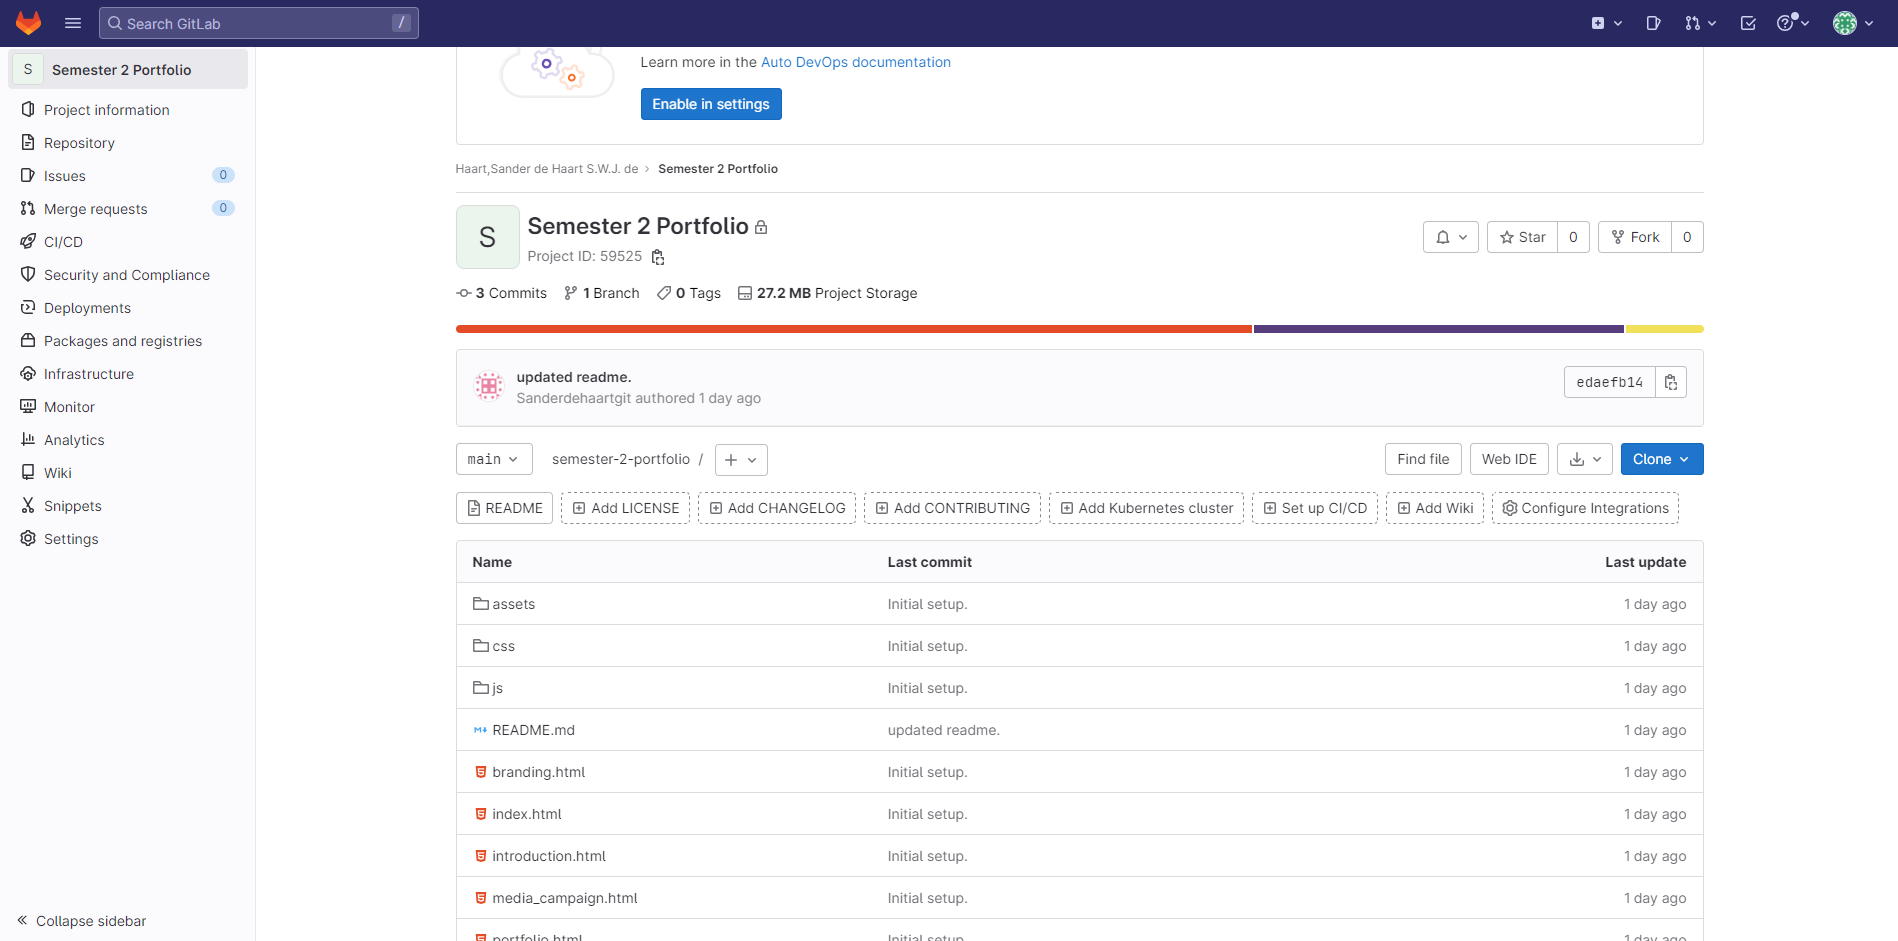 Search GitLab /
S Semester 2 Portfolio
Project information
Repository
Issues 0
Merge requests 0
CI/CD
Security and Compliance
Deployments
Packages and registries
Infrastructure
Monitor
Analytics
Wiki
Snippets
Settings
Collapse sidebar
Learn more in the Auto DevOps documentation
Enable in settings
Haart,Sander de Haart S.W.J. de › Semester 2 Portfolio
S
Semester 2 Portfolio
Project ID: 59525
Star 0 Fork 0
3 Commits 1 Branch 0 Tags 27.2 MB Project Storage
updated readme.
Sanderdehaartgit authored 1 day ago
edaefb14
main semester-2-portfolio / + Find file Web IDE Clone
README Add LICENSE Add CHANGELOG Add CONTRIBUTING Add Kubernetes cluster Set up CI/CD Add Wiki Configure Integrations
Name Last commit Last update
assets Initial setup. 1 day ago
css Initial setup. 1 day ago
js Initial setup. 1 day ago
README.md updated readme. 1 day ago
branding.html Initial setup. 1 day ago
index.html Initial setup. 1 day ago
introduction.html Initial setup. 1 day ago
media_campaign.html Initial setup. 1 day ago
portfolio.html Initial setup. 1 day ago